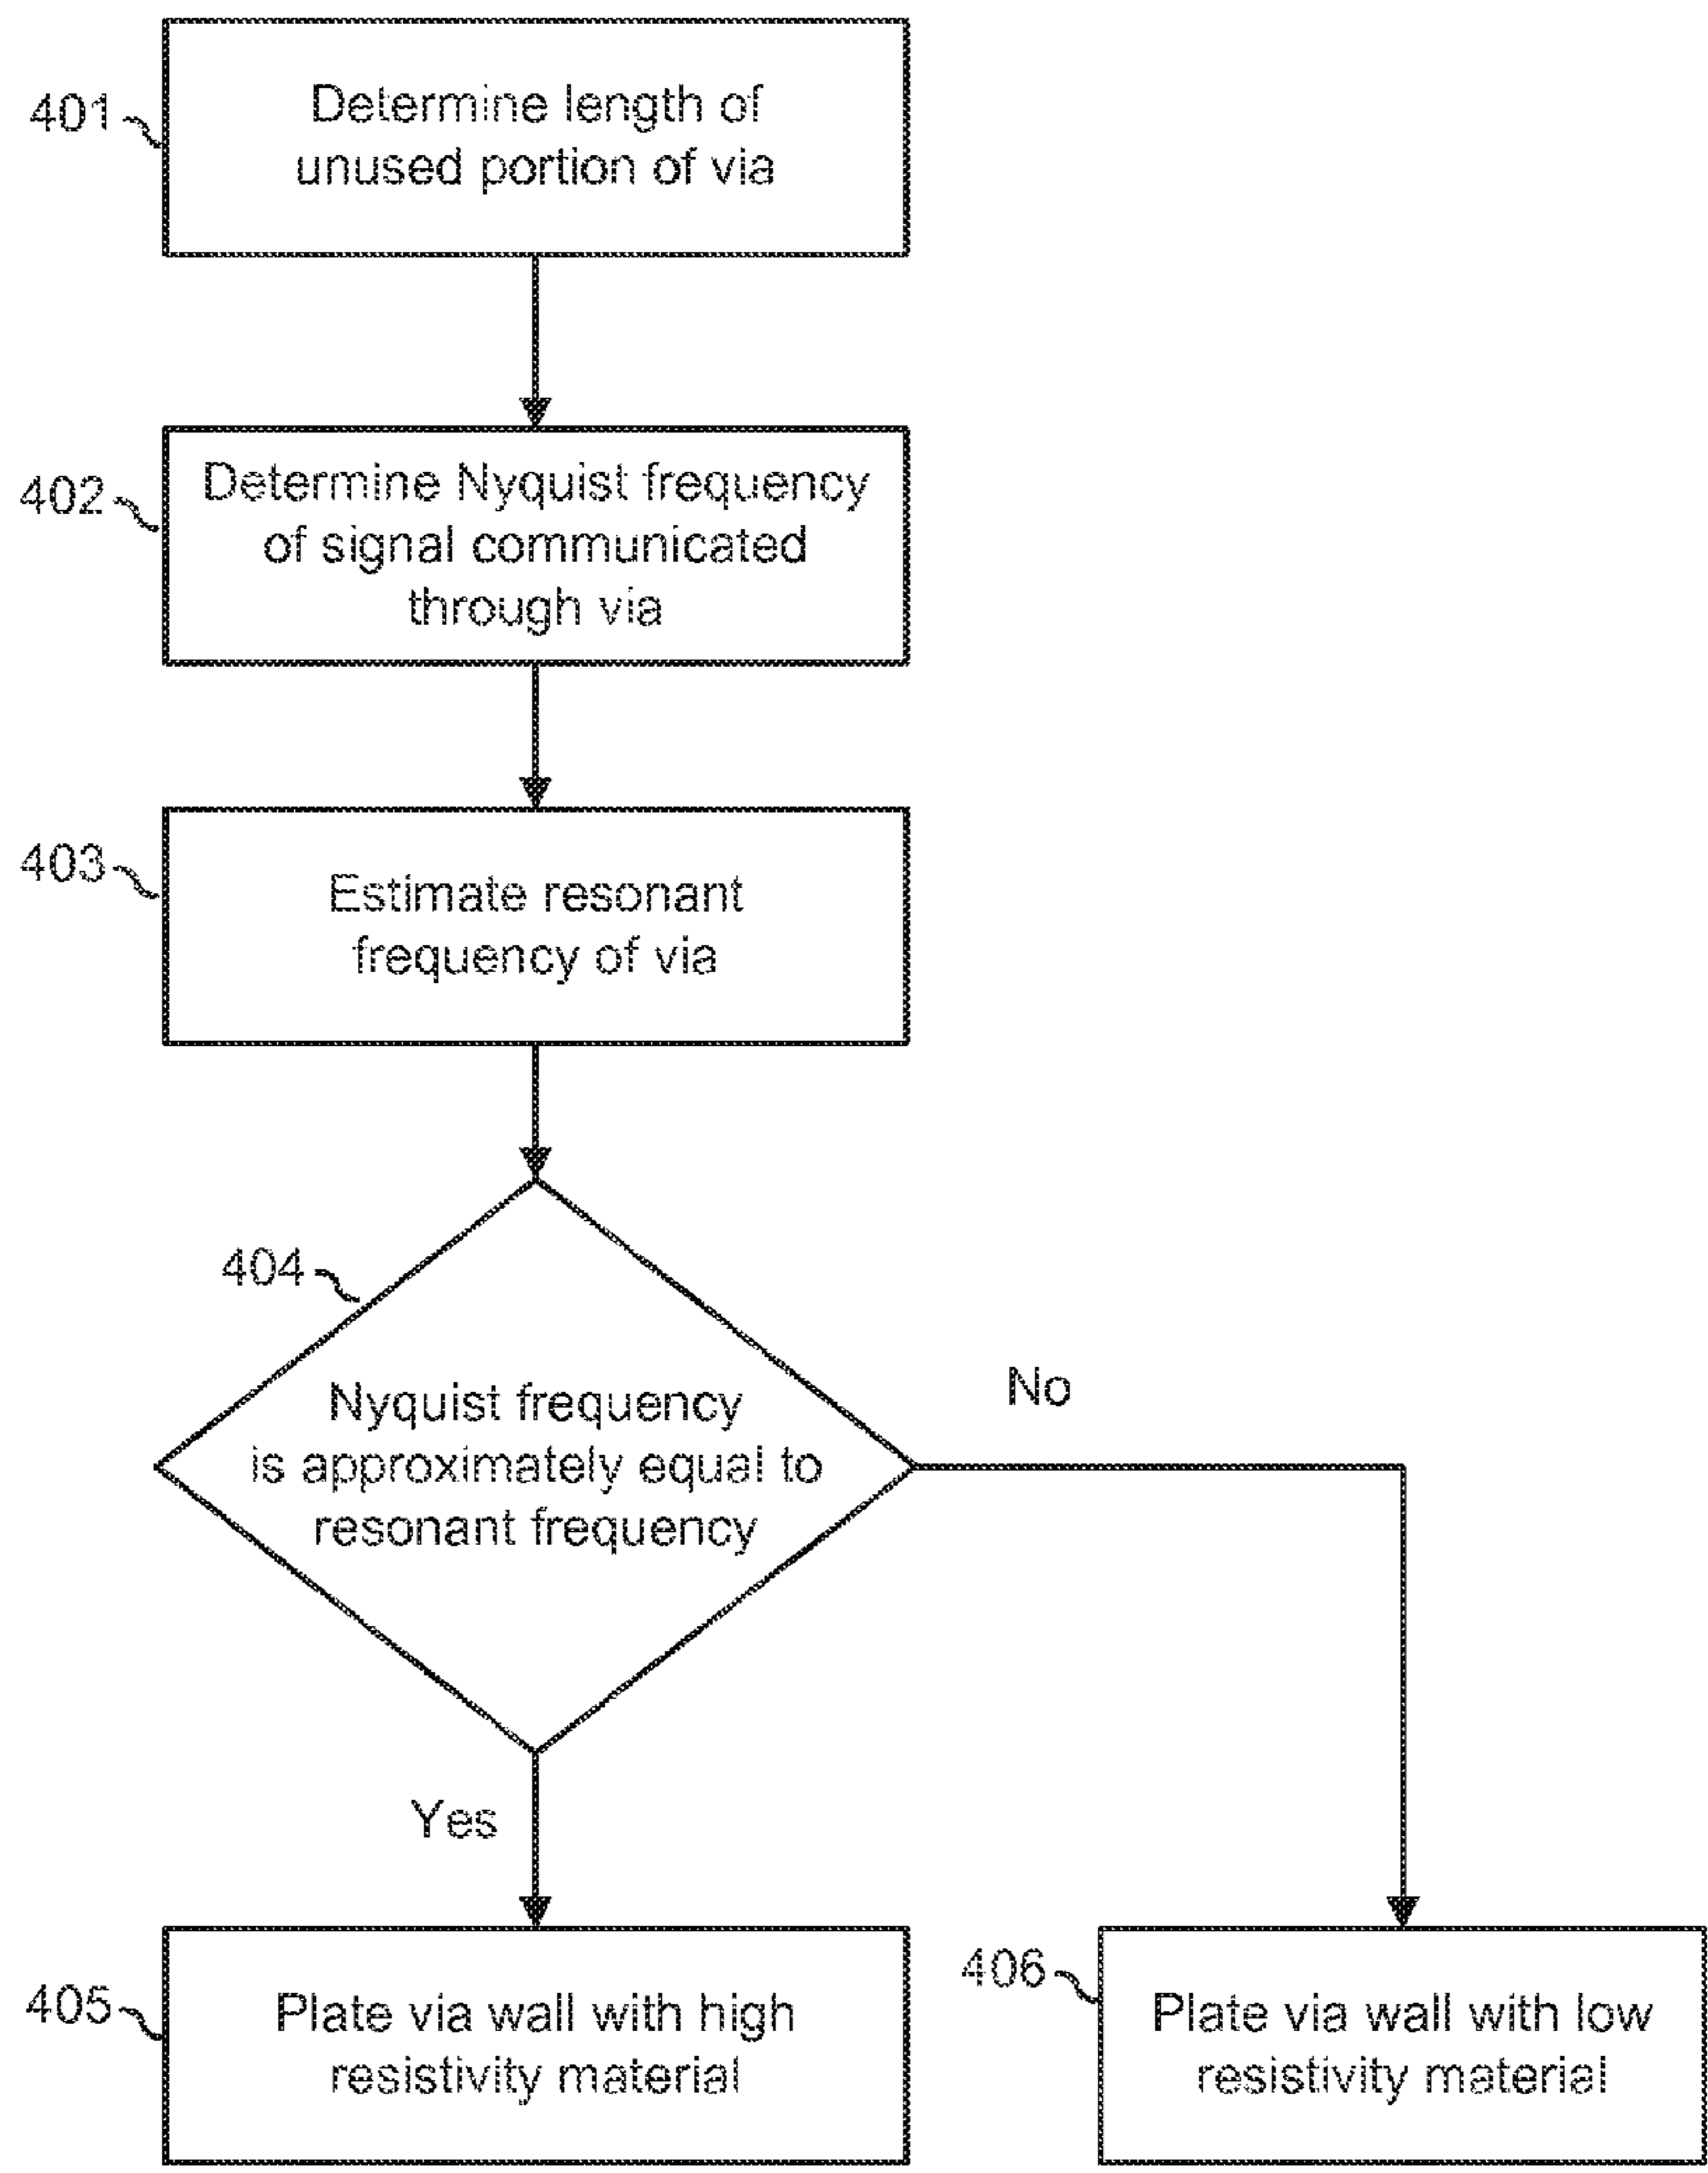 401
Determine length of
unused portion of via
402
Determine Nyquist frequency
of signal communicated
through via
403
Estimate resonant
frequency of via
404
Nyquist frequency
is approximately equal to
resonant frequency
No
Yes
405
Plate via wall with high
resistivity material
406
Plate via wall with low
resistivity material